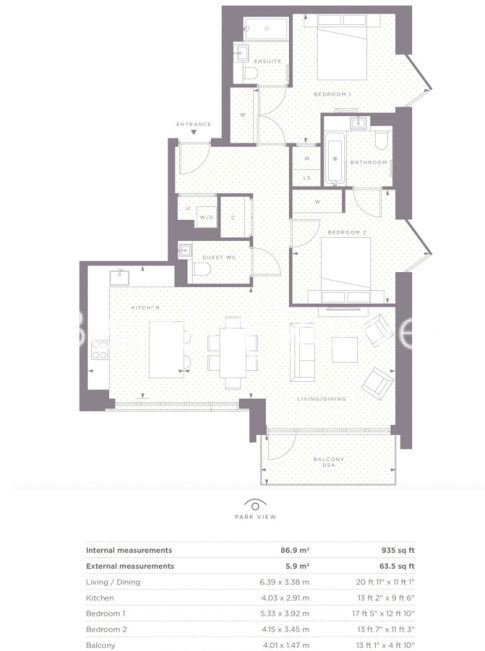 ENSUITE
BEDROOM 1
W
ENTRANCE
W
LS
BATHROOM
U
W/D
C
W
BEDROOM 2
GUEST WC
KITCHEN
LIVING/DINING
BALCONY
D2A
PARK VIEW
Internal measurements 86.9 m² 935 sq ft
External measurements 5.9 m² 63.5 sq ft
Living / Dining 6.39 x 3.38 m 20 ft 11" x 11 ft 1"
Kitchen 4.03 x 2.91 m 13 ft 2" x 9 ft 6"
Bedroom 1 5.33 x 3.92 m 17 ft 5" x 12 ft 10"
Bedroom 2 4.15 x 3.45 m 13 ft 7" x 11 ft 3"
Balcony 4.01 x 1.47 m 13 ft 1" x 4 ft 10"